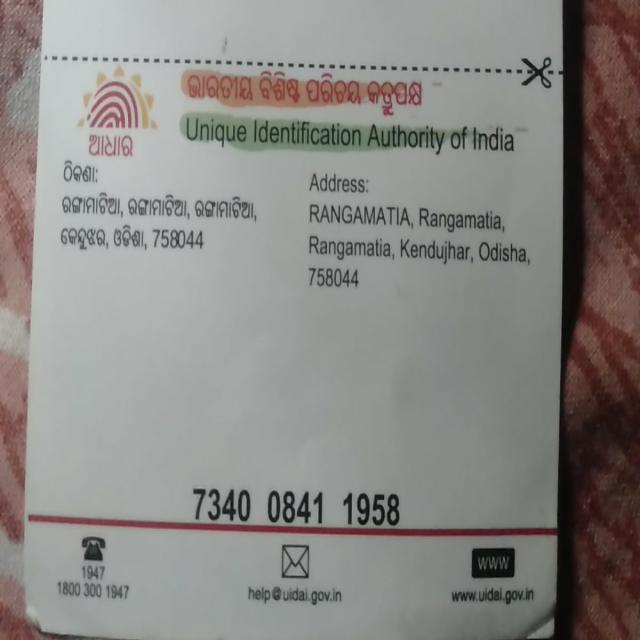 ଭାରତୀୟ ବିଶିଷ୍ଟ ପରିଚୟ କର୍ତ୍ତୃପକ୍ଷ
Unique Identification Authority of India
ଆଧାର
ଠିକଣା:
ରଙ୍ଗାମାଟିଆ, ରଙ୍ଗାମାଟିଆ, ରଙ୍ଗାମାଟିଆ,
କେନ୍ଦୁଝର, ଓଡିଶା, 758044
Address:
RANGAMATIA, Rangamatia,
Rangamatia, Kendujhar, Odisha,
758044
7340 0841 1958
1947
1800 300 1947
help@uidai.gov.in
www
www.uidai.gov.in